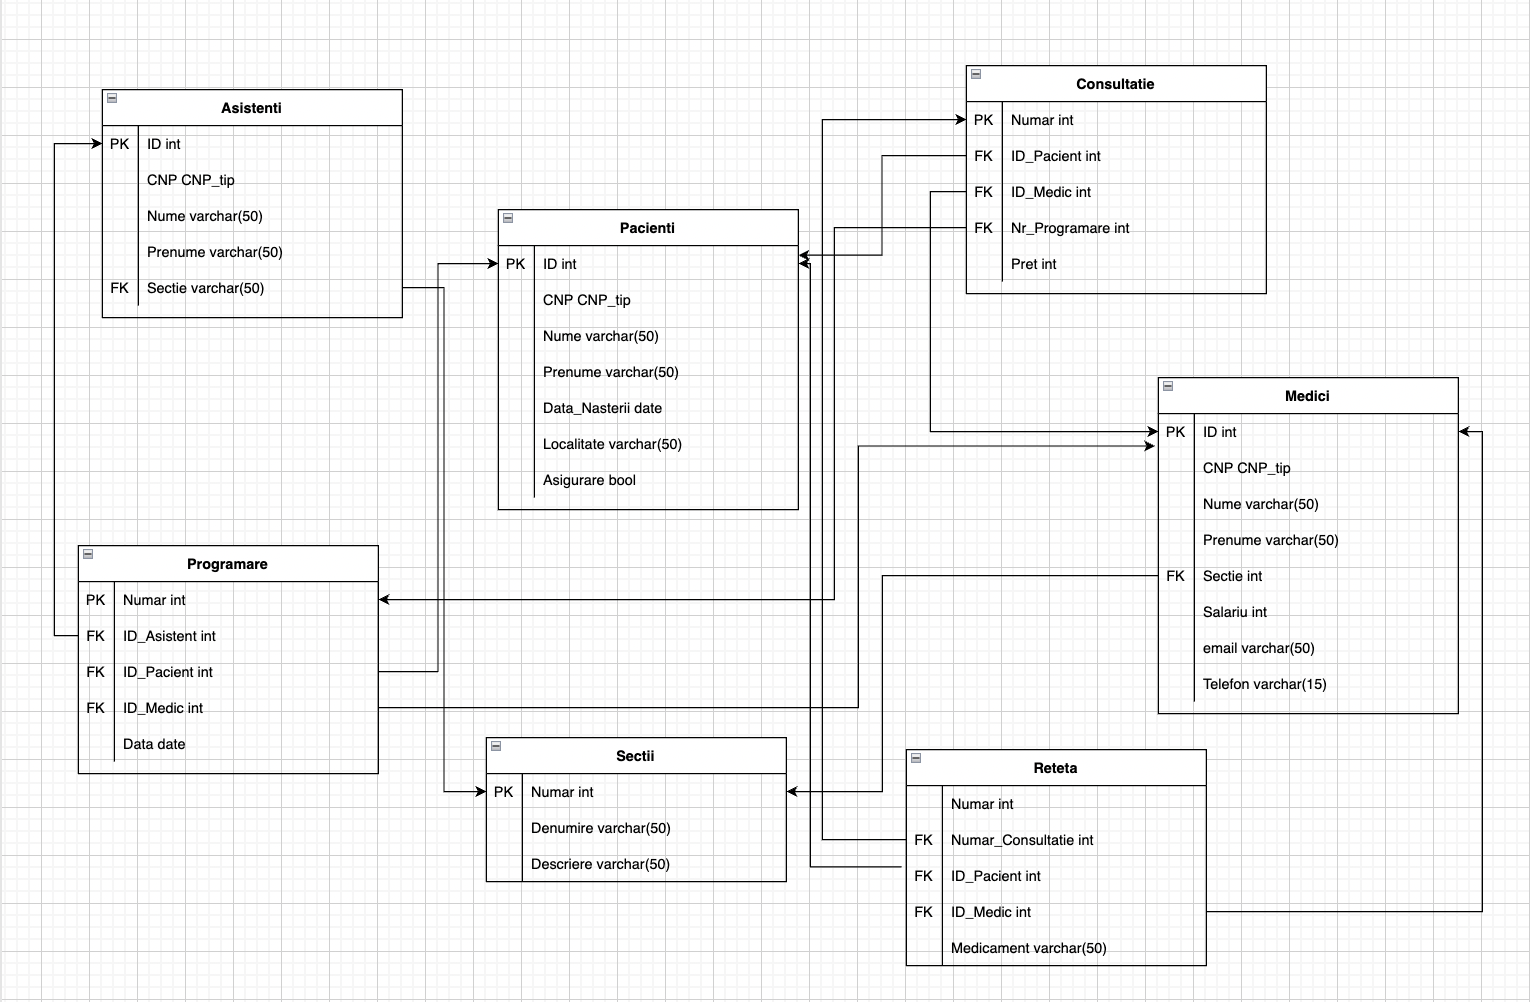 Asistenti
PK ID int
CNP CNP_tip
Nume varchar(50)
Prenume varchar(50)
FK Sectie varchar(50)
Pacienti
PK ID int
CNP CNP_tip
Nume varchar(50)
Prenume varchar(50)
Data_Nasterii date
Localitate varchar(50)
Asigurare bool
Consultatie
PK Numar int
FK ID_Pacient int
FK ID_Medic int
FK Nr_Programare int
Pret int
Medici
PK ID int
CNP CNP_tip
Nume varchar(50)
Prenume varchar(50)
FK Sectie int
Salariu int
email varchar(50)
Telefon varchar(15)
Programare
PK Numar int
FK ID_Asistent int
FK ID_Pacient int
FK ID_Medic int
Data date
Sectii
PK Numar int
Denumire varchar(50)
Descriere varchar(50)
Reteta
Numar int
FK Numar_Consultatie int
FK ID_Pacient int
FK ID_Medic int
Medicament varchar(50)